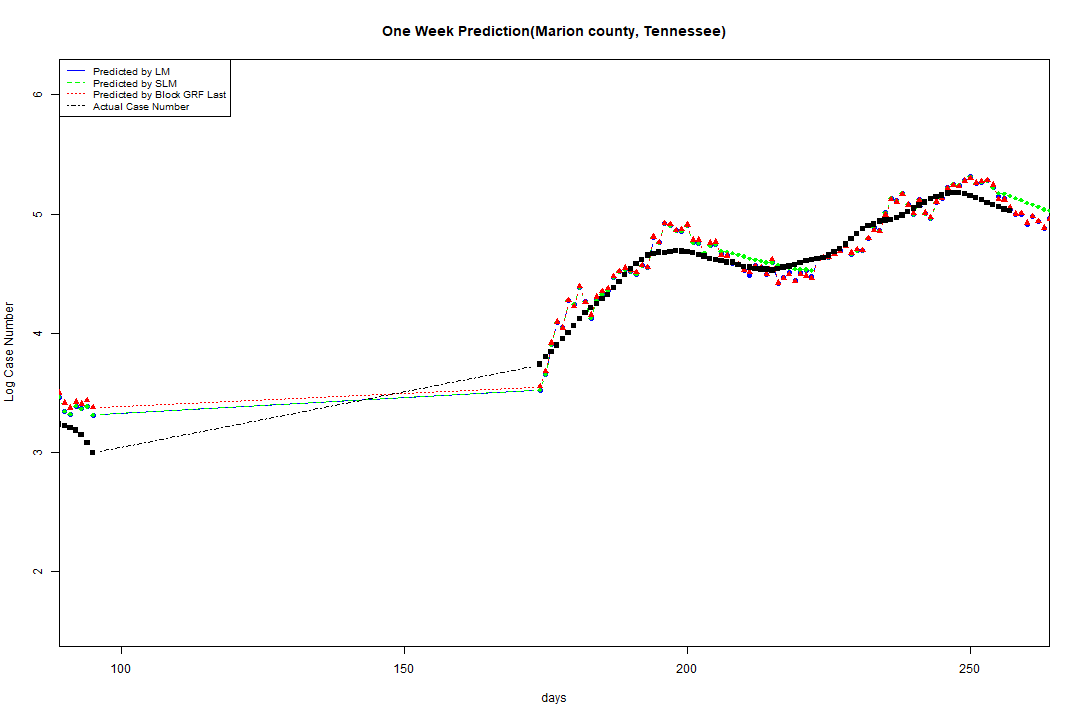 One Week Prediction(Marion county, Tennessee)
Predicted by LM
Predicted by SLM
Predicted by Block GRF Last
Actual Case Number
6
5
4
3
2
Log Case Number
100
150
200
250
days